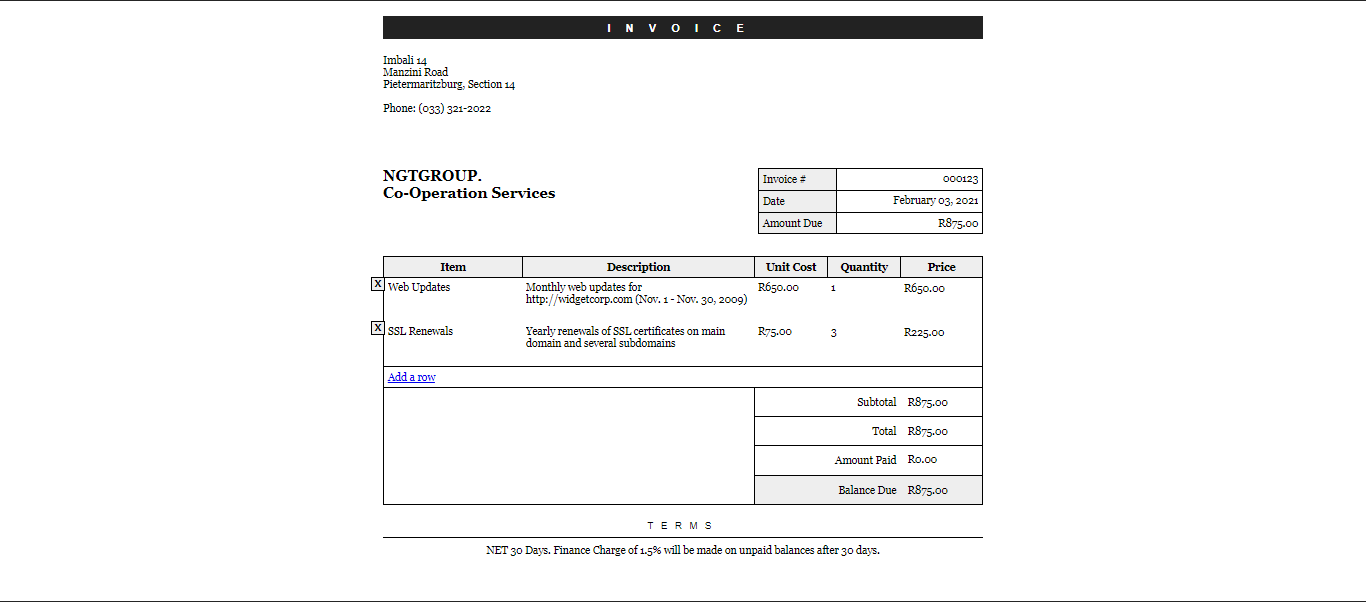 I N V O I C E
Imbali 14
Manzini Road
Pietermaritzburg, Section 14
Phone: (033) 321-2022
NGTGROUP.
Co-Operation Services
Invoice # 000123
Date February 03, 2021
Amount Due R875.00
Item Description Unit Cost Quantity Price
X Web Updates Monthly web updates for R650.00 1 R650.00
http://widgetcorp.com (Nov. 1 - Nov. 30, 2009)
X SSL Renewals Yearly renewals of SSL certificates on main R75.00 3 R225.00
domain and several subdomains
Add a row
Subtotal R875.00
Total R875.00
Amount Paid R0.00
Balance Due R875.00
T E R M S
NET 30 Days. Finance Charge of 1.5% will be made on unpaid balances after 30 days.